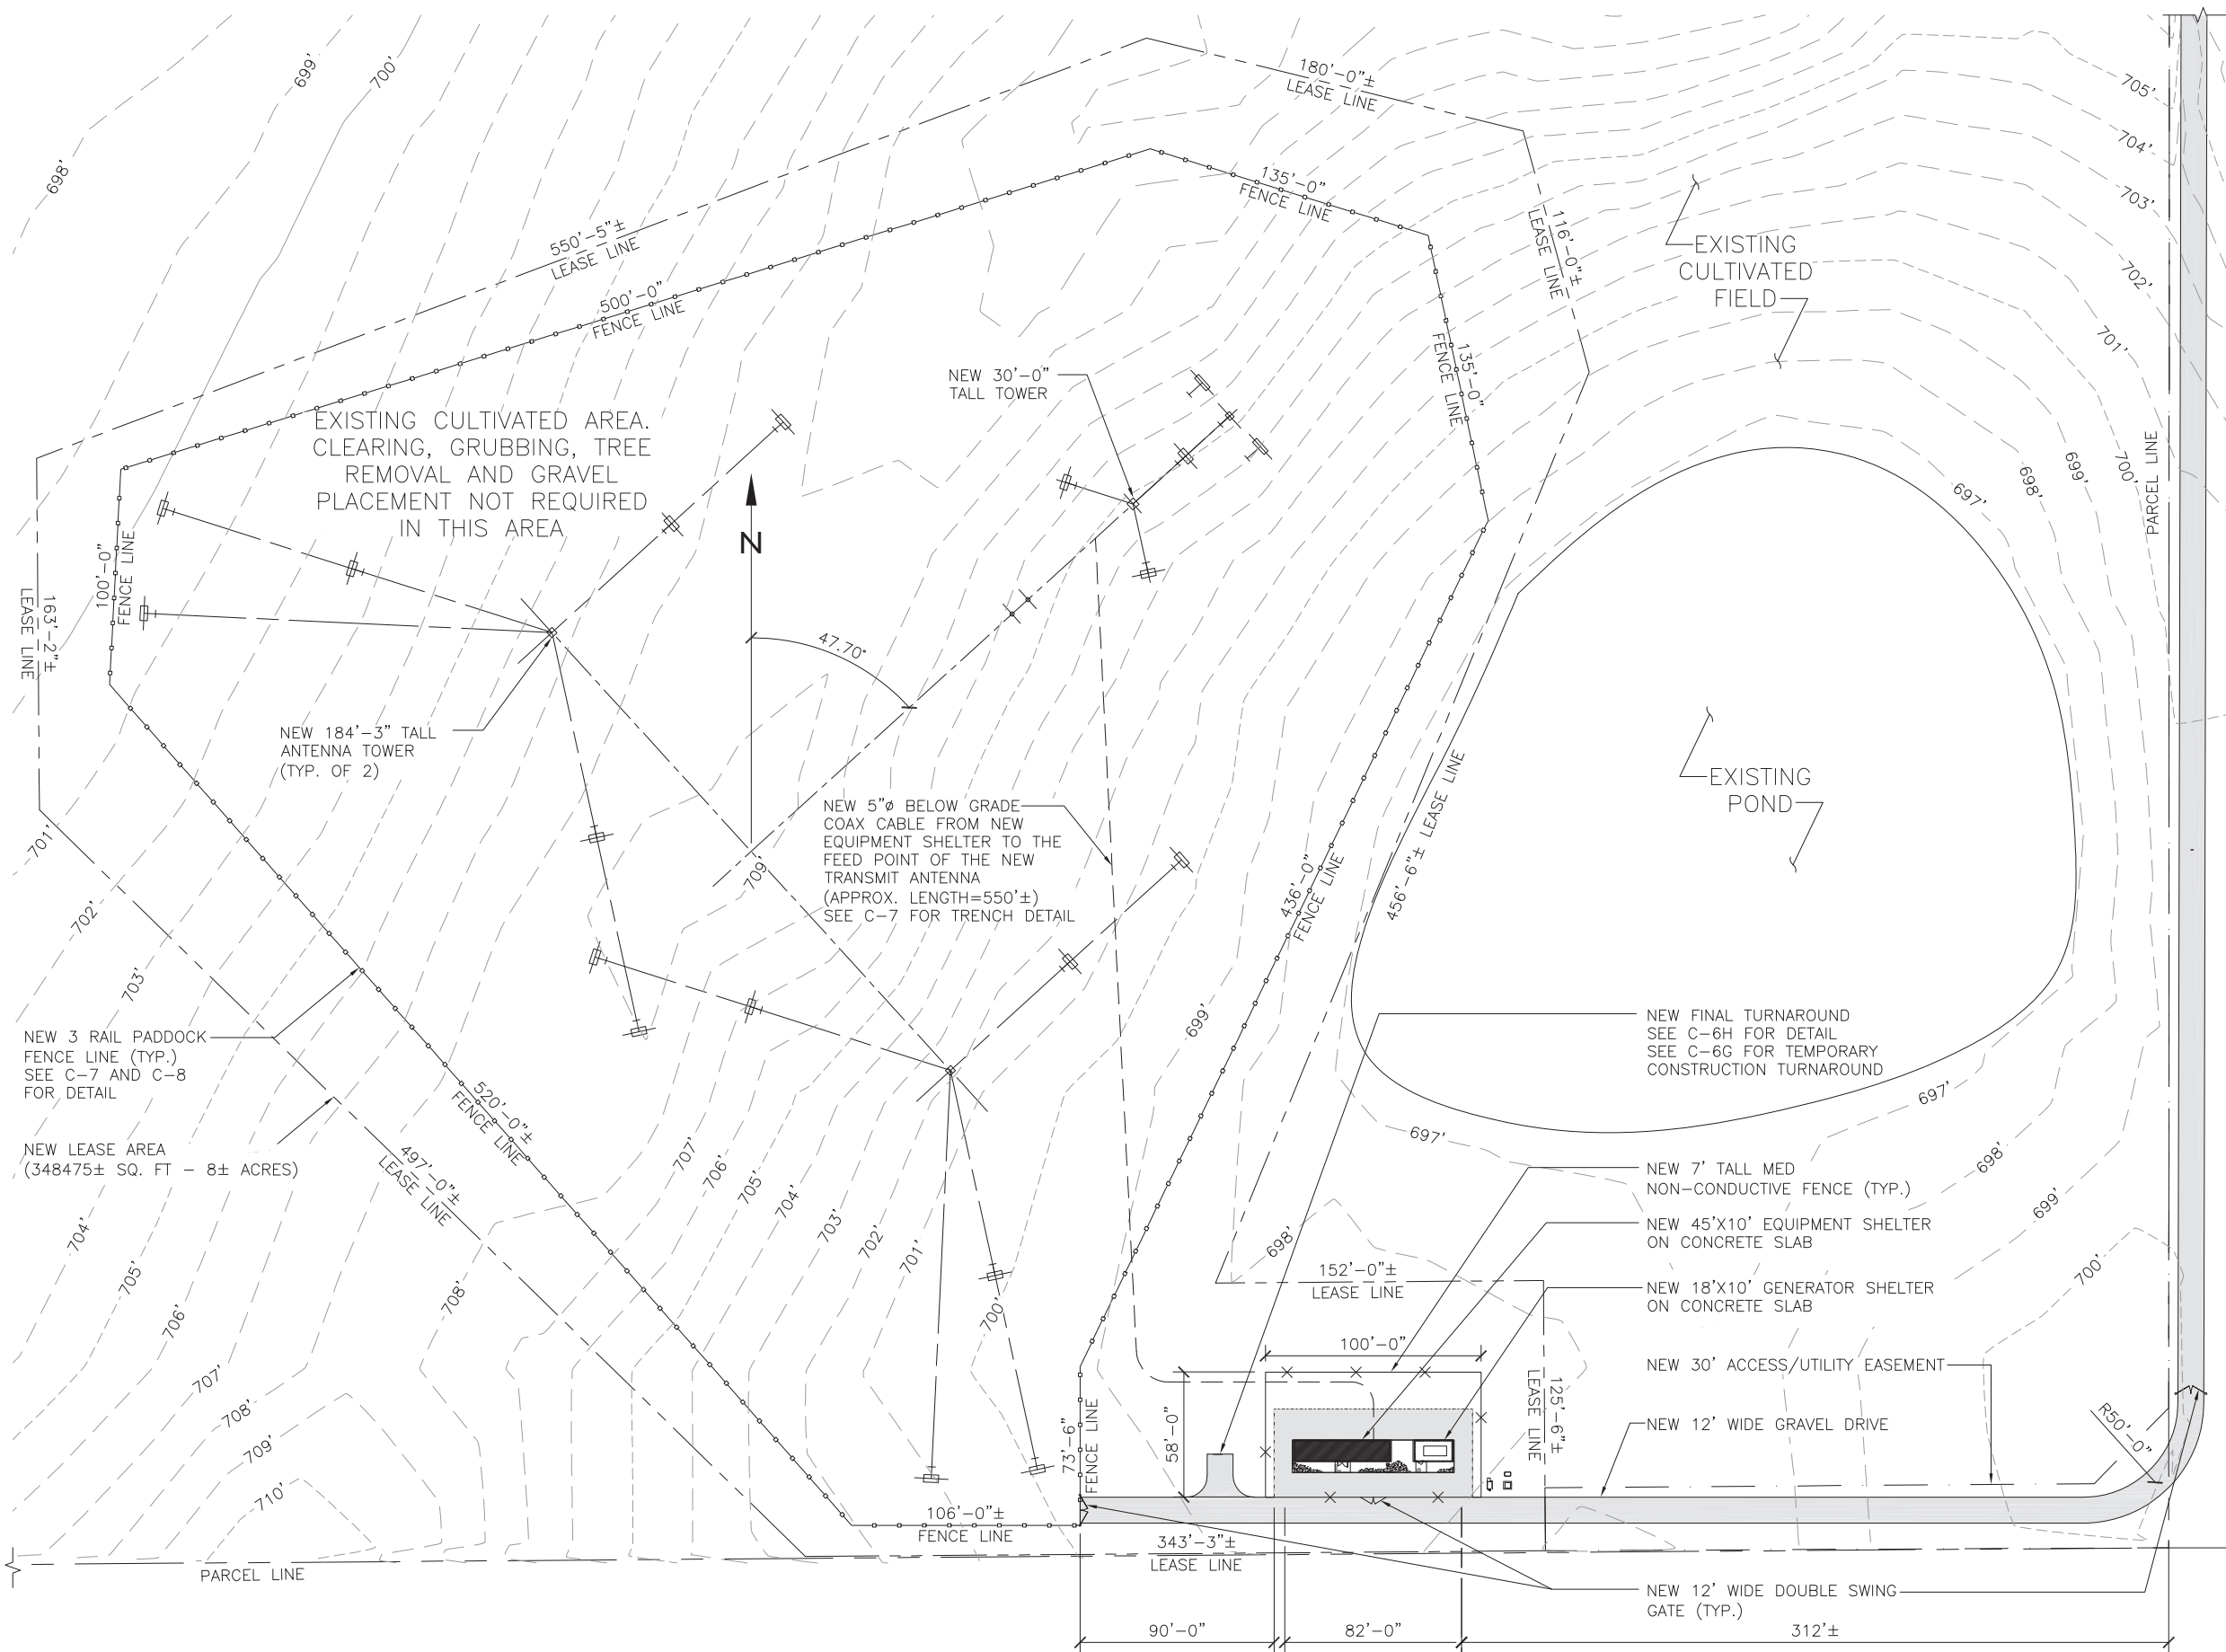 699'
700'
698'
180'-0"±
LEASE LINE
705'
704'
703'
702'
701'
135'-0"
FENCE LINE
116'-0"±
LEASE LINE
550'-5"±
LEASE LINE
500'-0"
FENCE LINE
EXISTING
CULTIVATED
FIELD
135'-0"
FENCE LINE
NEW 30'-0"
TALL TOWER
EXISTING CULTIVATED AREA.
CLEARING, GRUBBING, TREE
REMOVAL AND GRAVEL
PLACEMENT NOT REQUIRED
IN THIS AREA
N
47.70°
100'-0"
FENCE LINE
163'-2"±
LEASE LINE
697'
698'
699'
700'
PARCEL LINE
NEW 184'-3" TALL
ANTENNA TOWER
(TYP. OF 2)
EXISTING
POND
NEW 5"ø BELOW GRADE
COAX CABLE FROM NEW
EQUIPMENT SHELTER TO THE
FEED POINT OF THE NEW
TRANSMIT ANTENNA
(APPROX. LENGTH=550'±)
SEE C-7 FOR TRENCH DETAIL
709'
436'-0"
FENCE LINE
456'-6"± LEASE LINE
701'
702'
703'
NEW 3 RAIL PADDOCK
FENCE LINE (TYP.)
SEE C-7 AND C-8
FOR DETAIL
NEW LEASE AREA
(348475± SQ. FT - 8± ACRES)
520'-0"±
FENCE LINE
497'-0"±
LEASE LINE
699'
NEW FINAL TURNAROUND
SEE C-6H FOR DETAIL
SEE C-6G FOR TEMPORARY
CONSTRUCTION TURNAROUND
697'
697'
698'
699'
700'
NEW 7' TALL MED
NON-CONDUCTIVE FENCE (TYP.)
NEW 45'X10' EQUIPMENT SHELTER
ON CONCRETE SLAB
NEW 18'X10' GENERATOR SHELTER
ON CONCRETE SLAB
NEW 30' ACCESS/UTILITY EASEMENT
NEW 12' WIDE GRAVEL DRIVE
R50'-0"
704'
705'
706'
707'
708'
709'
710'
708'
707'
706'
705'
704'
703'
702'
701'
700'
698'
152'-0"±
LEASE LINE
100'-0"
125'-6"±
LEASE LINE
58'-0"
73'-6"
FENCE LINE
106'-0"±
FENCE LINE
343'-3"±
LEASE LINE
PARCEL LINE
NEW 12' WIDE DOUBLE SWING
GATE (TYP.)
90'-0"
82'-0"
312'±